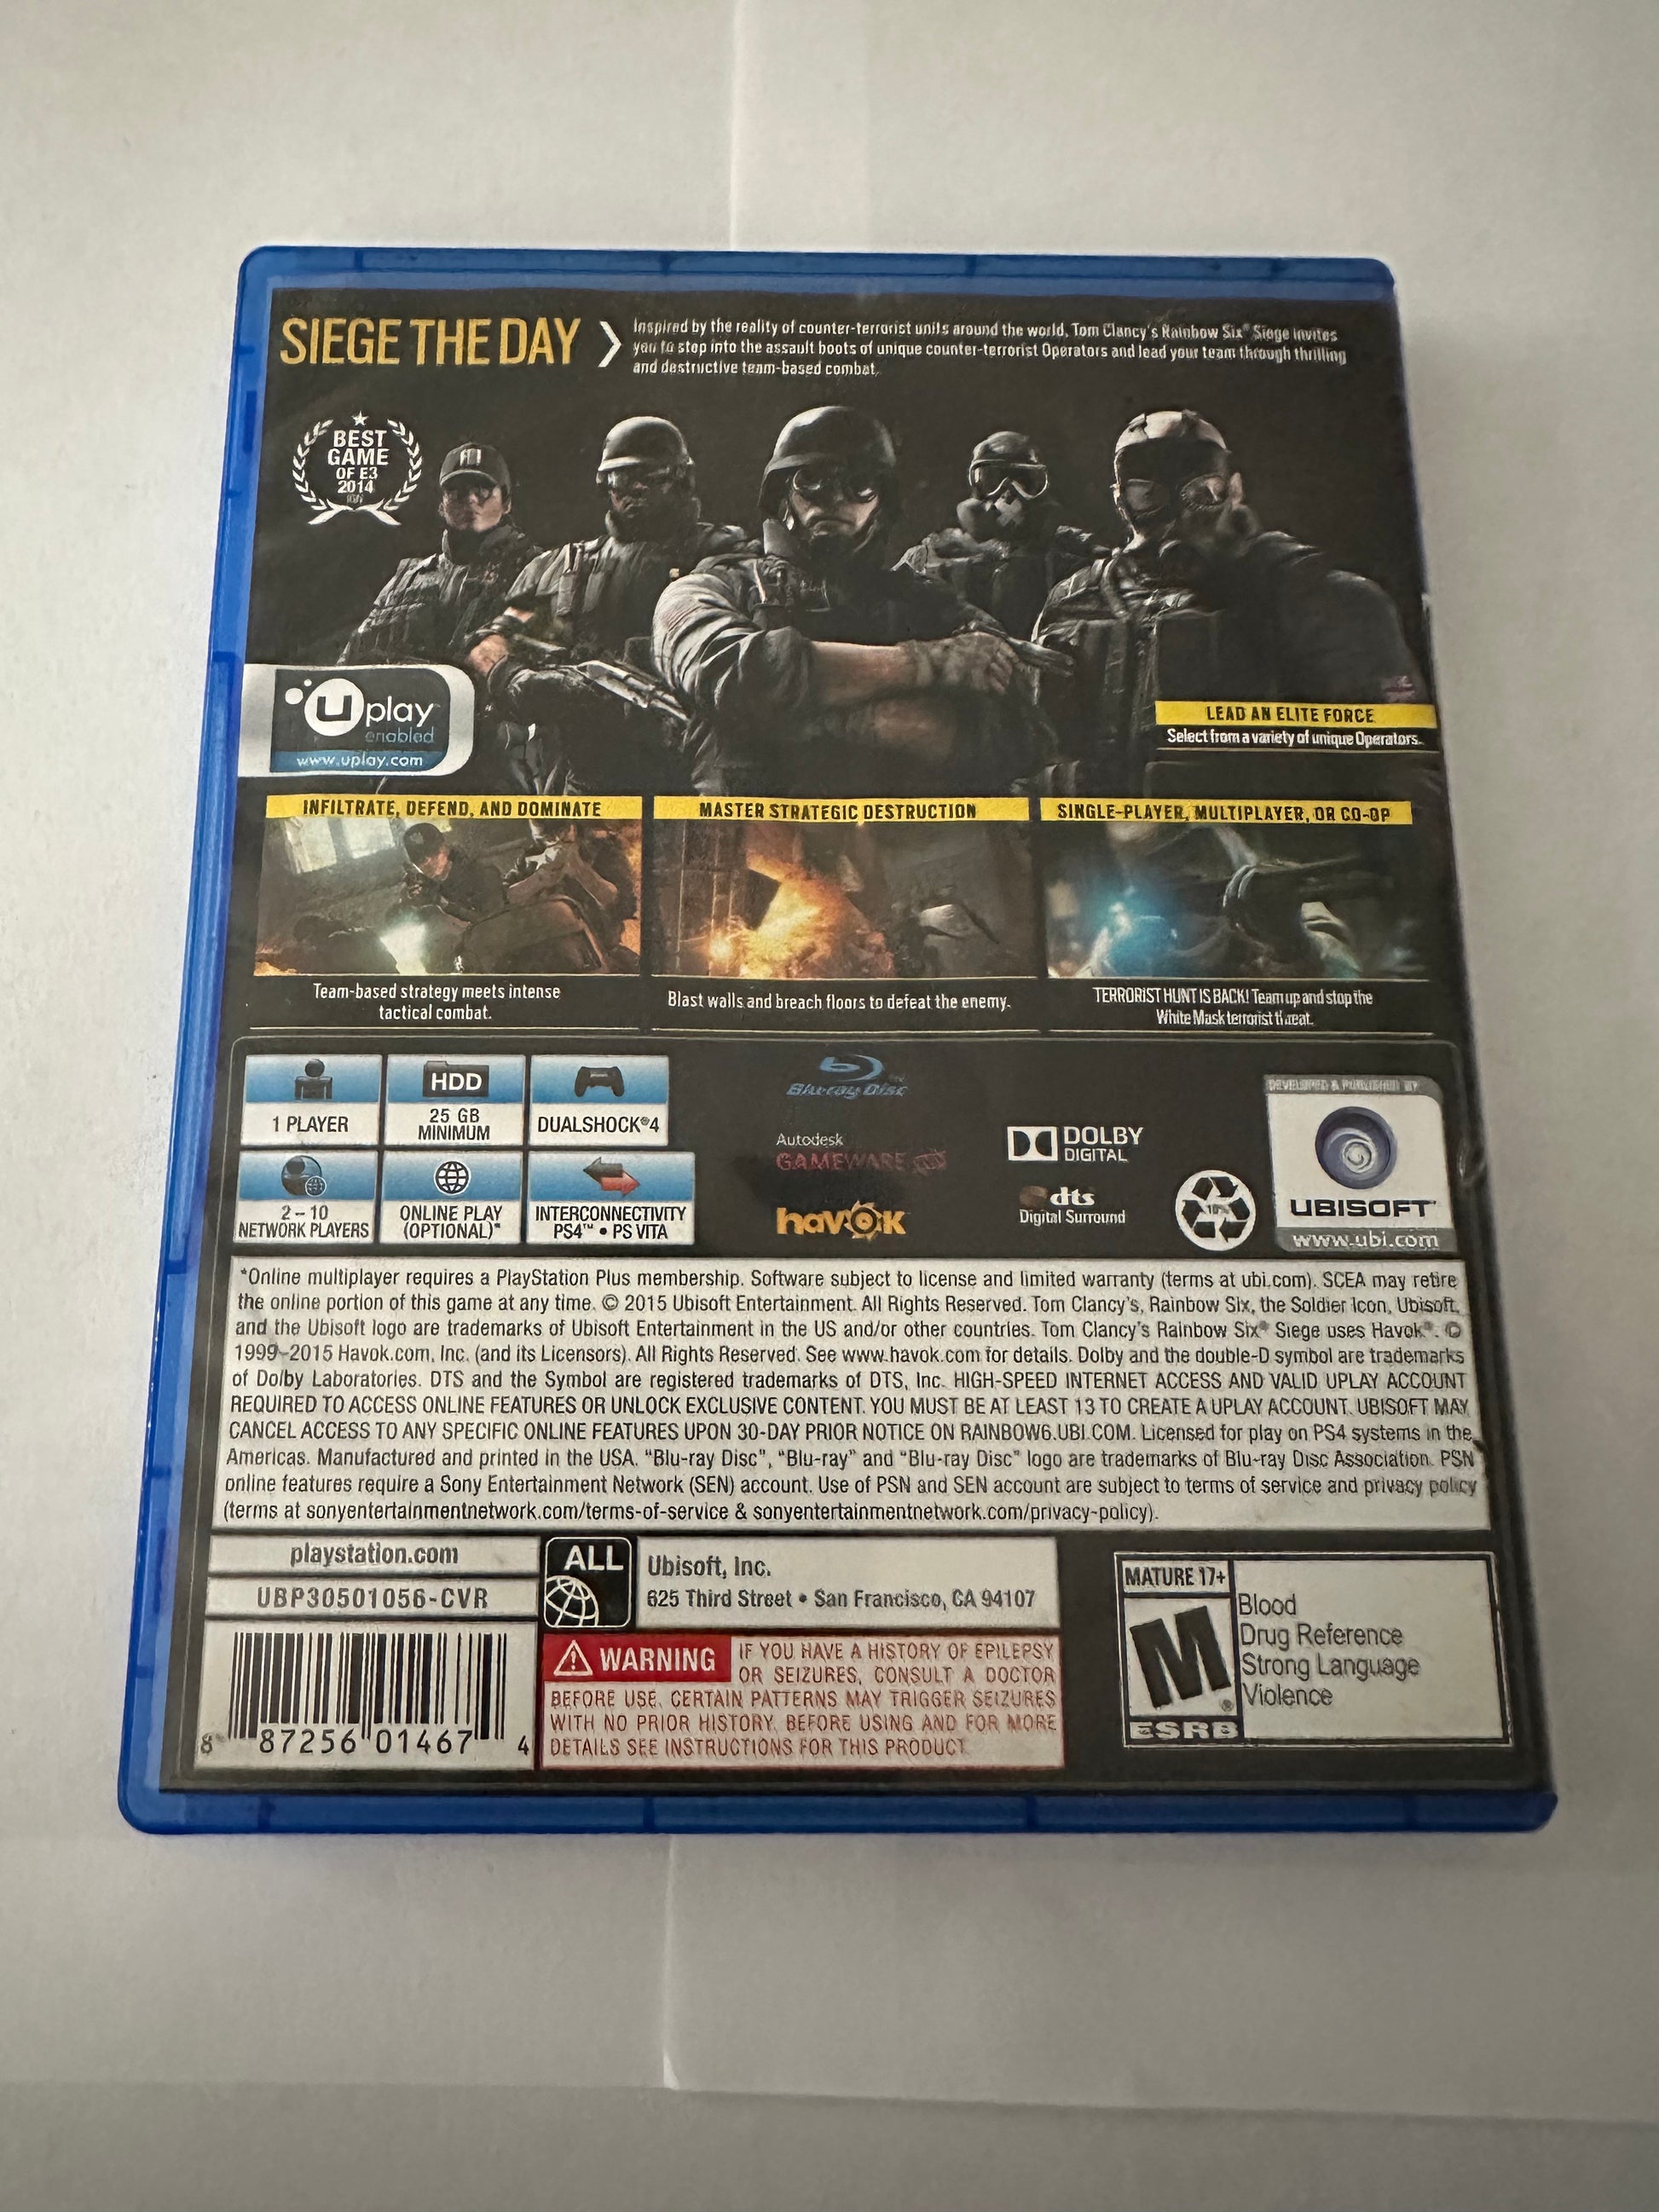 SIEGE THE DAY
Inspired by the reality of counter-terrorist units around the world, Tom Clancy's Rainbow Six® Siege invites
you to step into the assault boots of unique counter-terrorist Operators and lead your team through thrilling
and destructive team-based combat.
BEST
GAME
OF E3
2014
IGN
Uplay
enabled
www.uplay.com
LEAD AN ELITE FORCE
Select from a variety of unique Operators.
INFILTRATE, DEFEND, AND DOMINATE
Team-based strategy meets intense
tactical combat.
MASTER STRATEGIC DESTRUCTION
Blast walls and breach floors to defeat the enemy.
SINGLE-PLAYER, MULTIPLAYER, OR CO-OP
TERRORIST HUNT IS BACK! Team up and stop the
White Mask terrorist threat.
1 PLAYER
HDD
25 GB
MINIMUM
DUALSHOCK®4
2 – 10
NETWORK PLAYERS
ONLINE PLAY
(OPTIONAL)*
INTERCONNECTIVITY
PS4™ • PS VITA
Blu-ray Disc
Autodesk
GAMEWARE
havok
DOLBY
DIGITAL
dts
Digital Surround
10%
DEVELOPED & PUBLISHED BY
UBISOFT
www.ubi.com
*Online multiplayer requires a PlayStation Plus membership. Software subject to license and limited warranty (terms at ubi.com). SCEA may retire
the online portion of this game at any time. © 2015 Ubisoft Entertainment. All Rights Reserved. Tom Clancy's, Rainbow Six, the Soldier Icon, Ubisoft,
and the Ubisoft logo are trademarks of Ubisoft Entertainment in the US and/or other countries. Tom Clancy's Rainbow Six® Siege uses Havok®. ©
1999-2015 Havok.com, Inc. (and its Licensors). All Rights Reserved. See www.havok.com for details. Dolby and the double-D symbol are trademarks
of Dolby Laboratories. DTS and the Symbol are registered trademarks of DTS, Inc. HIGH-SPEED INTERNET ACCESS AND VALID UPLAY ACCOUNT
REQUIRED TO ACCESS ONLINE FEATURES OR UNLOCK EXCLUSIVE CONTENT. YOU MUST BE AT LEAST 13 TO CREATE A UPLAY ACCOUNT. UBISOFT MAY
CANCEL ACCESS TO ANY SPECIFIC ONLINE FEATURES UPON 30-DAY PRIOR NOTICE ON RAINBOW6.UBI.COM. Licensed for play on PS4 systems in the
Americas. Manufactured and printed in the USA. "Blu-ray Disc", "Blu-ray" and "Blu-ray Disc" logo are trademarks of Blu-ray Disc Association. PSN
online features require a Sony Entertainment Network (SEN) account. Use of PSN and SEN account are subject to terms of service and privacy policy
(terms at sonyentertainmentnetwork.com/terms-of-service & sonyentertainmentnetwork.com/privacy-policy).
playstation.com
UBP30501056-CVR
8 87256 01467 4
ALL
Ubisoft, Inc.
625 Third Street • San Francisco, CA 94107
WARNING IF YOU HAVE A HISTORY OF EPILEPSY
OR SEIZURES, CONSULT A DOCTOR
BEFORE USE. CERTAIN PATTERNS MAY TRIGGER SEIZURES
WITH NO PRIOR HISTORY. BEFORE USING AND FOR MORE
DETAILS SEE INSTRUCTIONS FOR THIS PRODUCT.
MATURE 17+
M
ESRB
Blood
Drug Reference
Strong Language
Violence